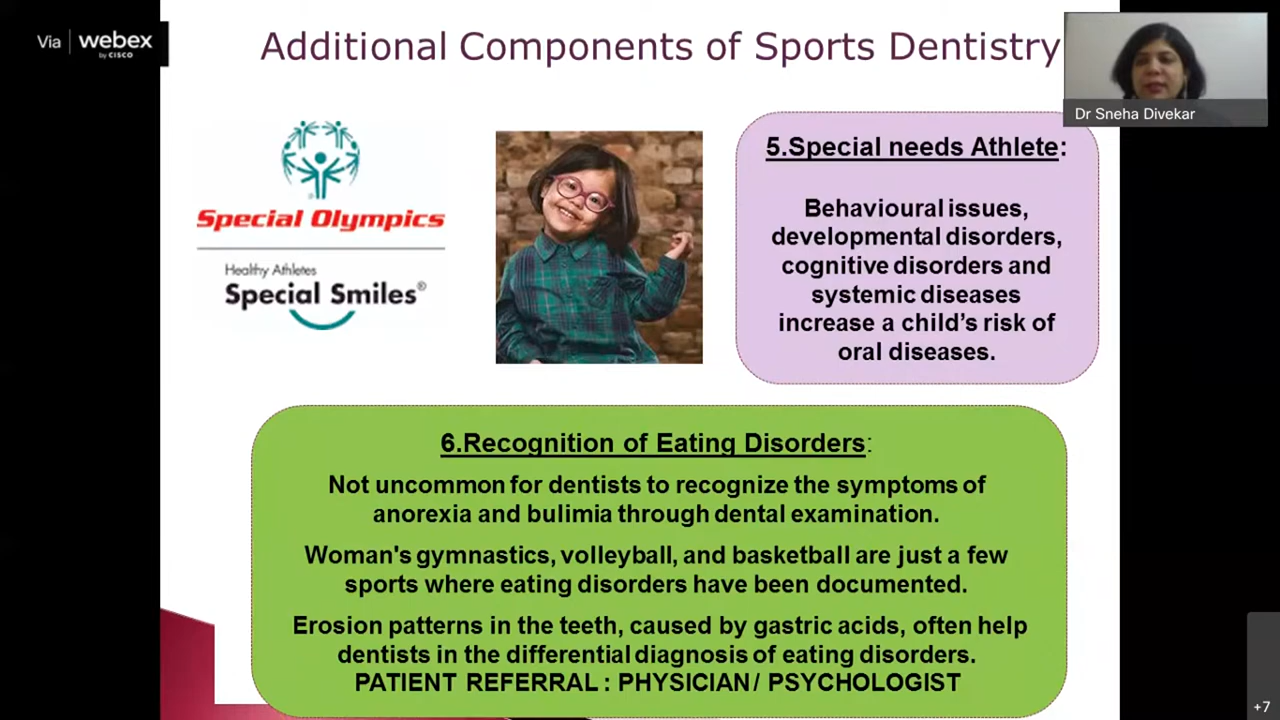 Via webex
by CISCO
Additional Components of Sports Dentistry
Dr Sneha Divekar
Special Olympics
Healthy Athletes
Special Smiles®
5.Special needs Athlete:
Behavioural issues,
developmental disorders,
cognitive disorders and
systemic diseases
increase a child's risk of
oral diseases.
6.Recognition of Eating Disorders:
Not uncommon for dentists to recognize the symptoms of
anorexia and bulimia through dental examination.
Woman's gymnastics, volleyball, and basketball are just a few
sports where eating disorders have been documented.
Erosion patterns in the teeth, caused by gastric acids, often help
dentists in the differential diagnosis of eating disorders.
PATIENT REFERRAL : PHYSICIAN/ PSYCHOLOGIST
+7